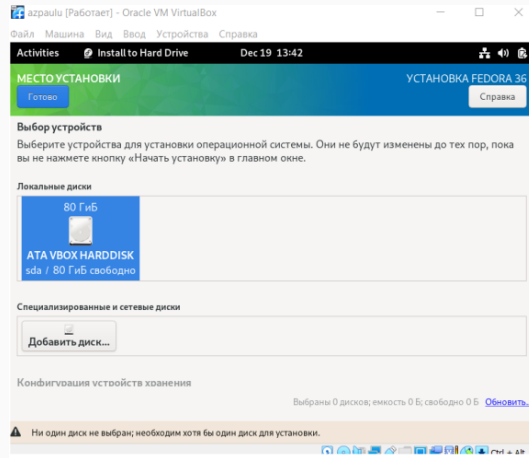 azpaulu [Работает] - Oracle VM VirtualBox
Файл Машина Вид Ввод Устройства Справка
Activities Install to Hard Drive Dec 19 13:42
МЕСТО УСТАНОВКИ УСТАНОВКА FEDORA 36
Готово Справка
Выбор устройств
Выберите устройства для установки операционной системы. Они не будут изменены до тех пор, пока
вы не нажмете кнопку «Начать установку» в главном окне.
Локальные диски
80 ГиБ
ATA VBOX HARDDISK
sda / 80 ГиБ свободно
Специализированные и сетевые диски
Добавить диск...
Конфигурация устройств хранения
Выбраны 0 дисков; емкость 0 Б; свободно 0 Б Обновить.
Ни один диск не выбран; необходим хотя бы один диск для установки.
Ctrl + Alt